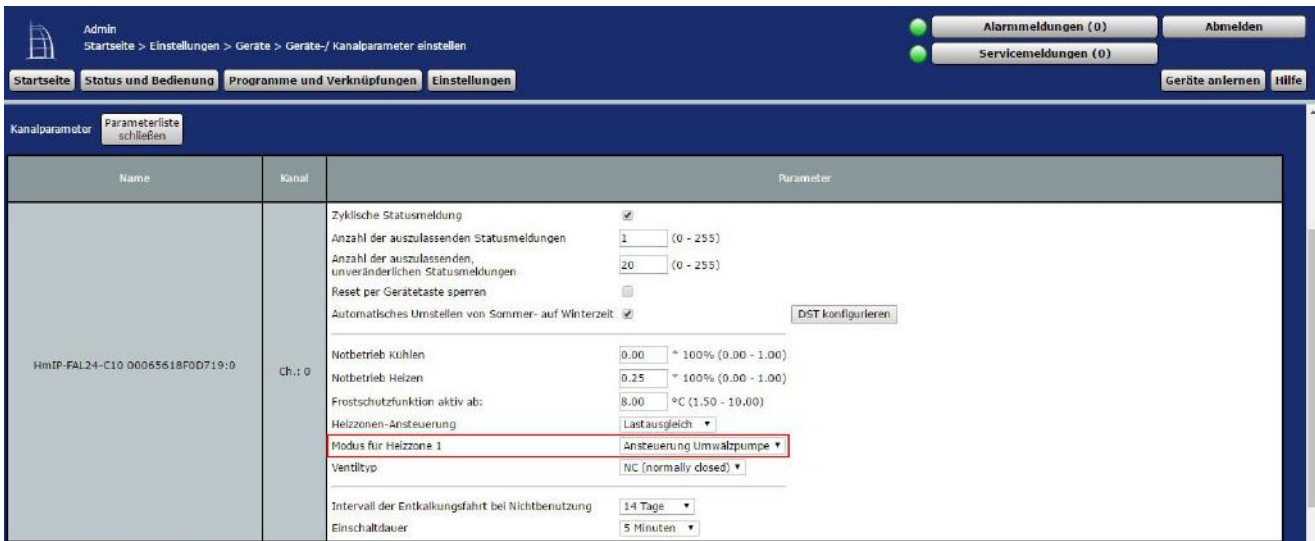 Admin
Startseite > Einstellungen > Geräte > Geräte-/ Kanalparameter einstellen
Alarmmeldungen (0)
Abmelden
Servicemeldungen (0)
Startseite
Status und Bedienung
Programme und Verknüpfungen
Einstellungen
Geräte anlernen
Hilfe
Kanalparameter
Parameterliste
schließen
Name
Kanal
Parameter
HmIP-FAL24-C10 00065618F0D719:0
Ch.: 0
Zyklische Statusmeldung
Anzahl der auszulassenden Statusmeldungen 1 (0 - 255)
Anzahl der auszulassenden,
unveränderlichen Statusmeldungen 20 (0 - 255)
Reset per Gerätetaste sperren
Automatisches Umstellen von Sommer- auf Winterzeit DST konfigurieren
Notbetrieb Kühlen 0.00 * 100% (0.00 - 1.00)
Notbetrieb Heizen 0.25 * 100% (0.00 - 1.00)
Frostschutzfunktion aktiv ab: 8.00 °C (1.50 - 10.00)
Heizzonen-Ansteuerung Lastausgleich
Modus für Heizzone 1 Ansteuerung Umwälzpumpe
Ventiltyp NC (normally closed)
Intervall der Entkalkungsfahrt bei Nichtbenutzung 14 Tage
Einschaltdauer 5 Minuten